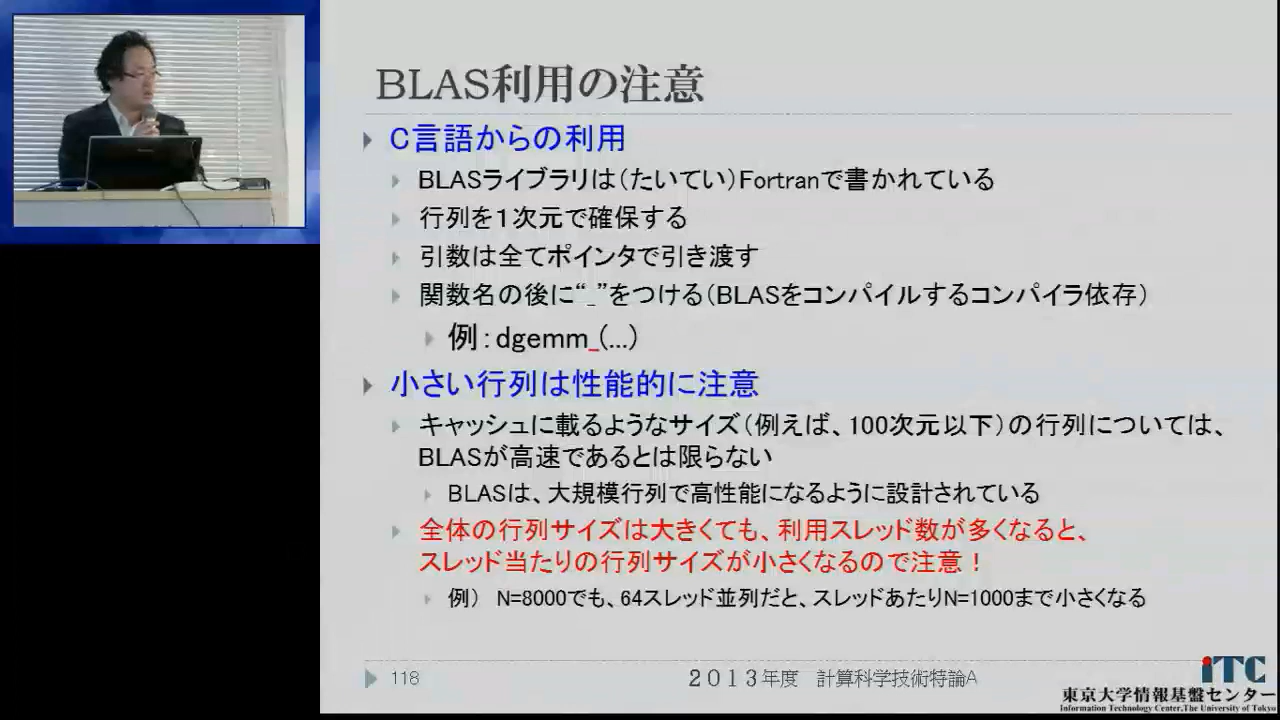 BLAS利用の注意
C言語からの利用
BLASライブラリは（たいてい）Fortranで書かれている
行列を１次元で確保する
引数は全てポインタで引き渡す
関数名の後に“_”をつける（BLASをコンパイルするコンパイラ依存）
例：dgemm_(…)
小さい行列は性能的に注意
キャッシュに載るようなサイズ（例えば、100次元以下）の行列については、
BLASが高速であるとは限らない
BLASは、大規模行列で高性能になるように設計されている
全体の行列サイズは大きくても、利用スレッド数が多くなると、
スレッド当たりの行列サイズが小さくなるので注意！
例） N=8000でも、64スレッド並列だと、スレッドあたりN=1000まで小さくなる
118
２０１３年度 計算科学技術特論A
iTC
東京大学情報基盤センター
Information Technology Center,The University of Tokyo